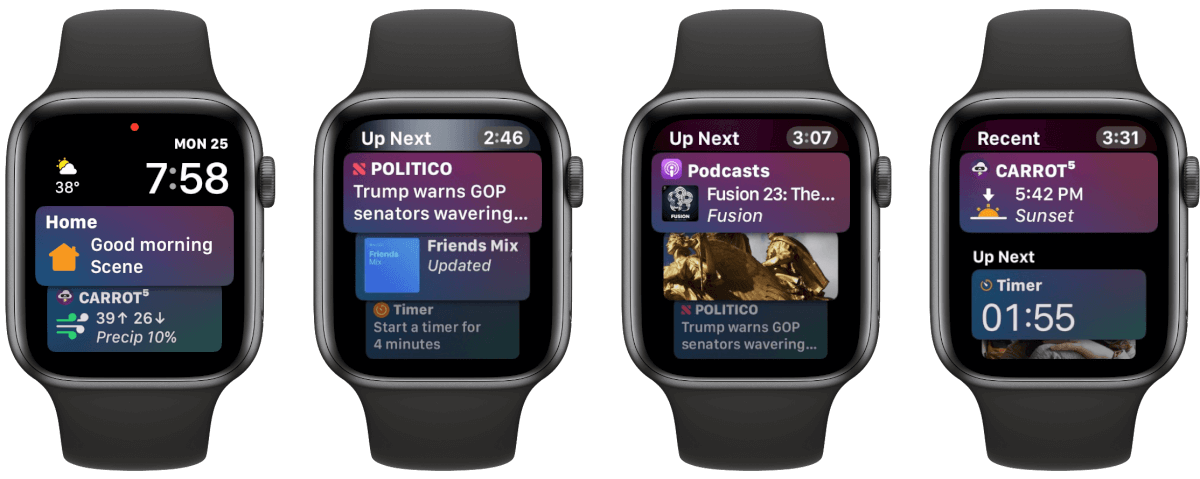 MON 25
38°
7:58
Home
Good morning
Scene
CARROT⁵
39↑ 26↓
Precip 10%
Up Next
2:46
POLITICO
Trump warns GOP
senators wavering...
Friends
Mix
Friends Mix
Updated
Timer
Start a timer for
4 minutes
Up Next
3:07
Podcasts
Fusion 23: The...
Fusion
FUSION
POLITICO
Trump warns GOP
senators wavering...
Recent
3:31
CARROT⁵
5:42 PM
Sunset
Up Next
Timer
01:55